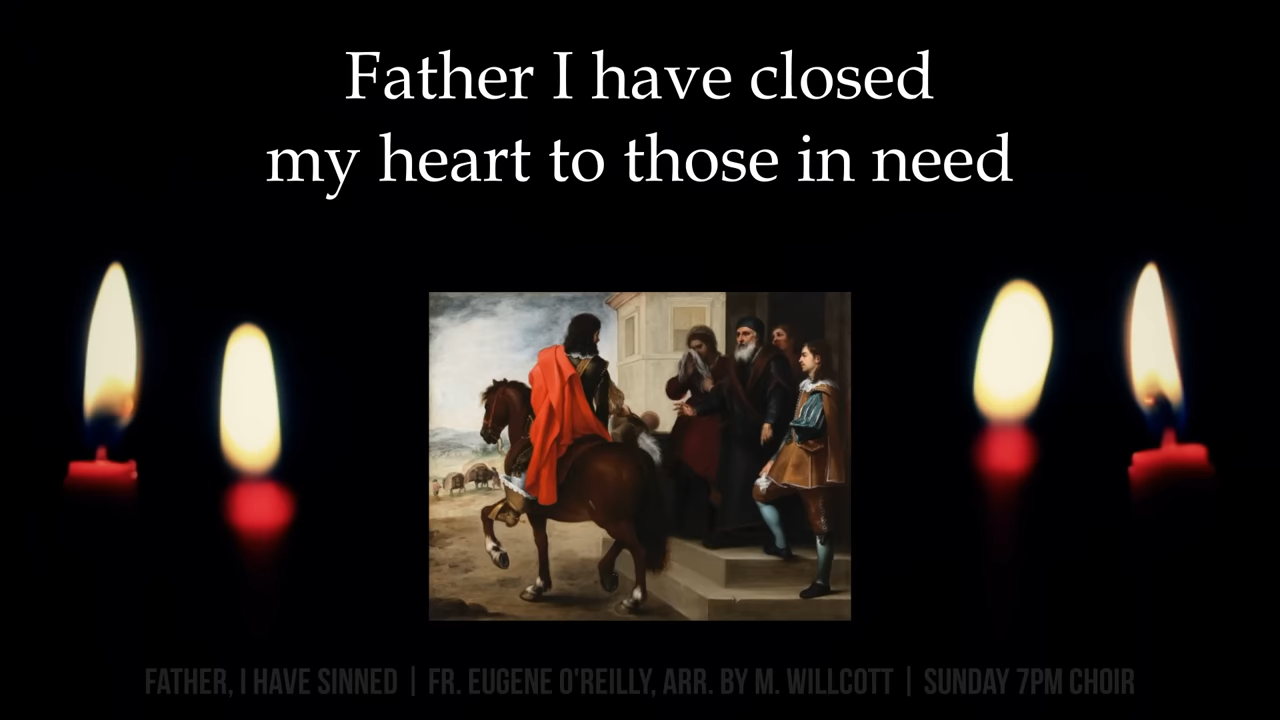 Father I have closed
my heart to those in need
FATHER, I HAVE SINNED | FR. EUGENE O'REILLY, ARR. BY M. WILLCOTT | SUNDAY 7PM CHOIR